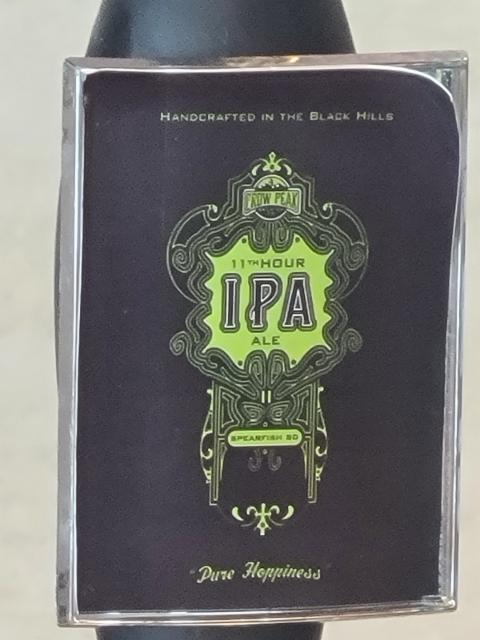 Handcrafted in the Black Hills
CROW PEAK
11TH HOUR
IPA
ALE
SPEARFISH SD
Pure Hoppiness